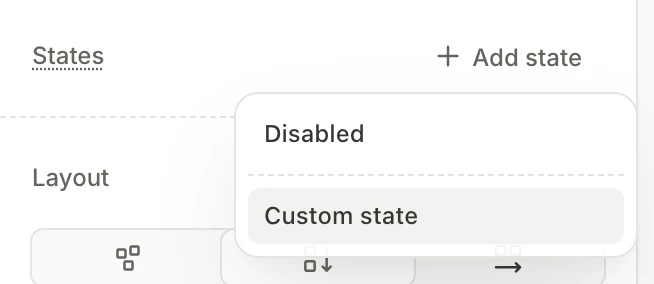 States
Add state
Disabled
Layout
Custom state